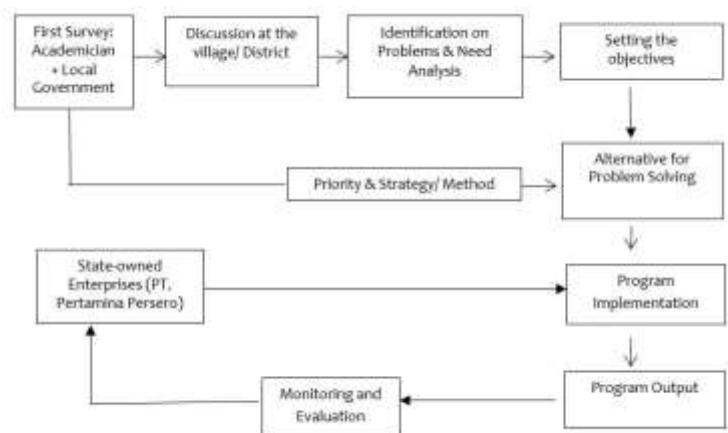 First Survey:
Academician
+ Local
Government
Discussion at the
village/ District
Identification on
Problems & Need
Analysis
Setting the
objectives
Priority & Strategy/ Method
Alternative for
Problem Solving
State-owned
Enterprises (PT.
Pertamina Persero)
Program
Implementation
Monitoring and
Evaluation
Program Output